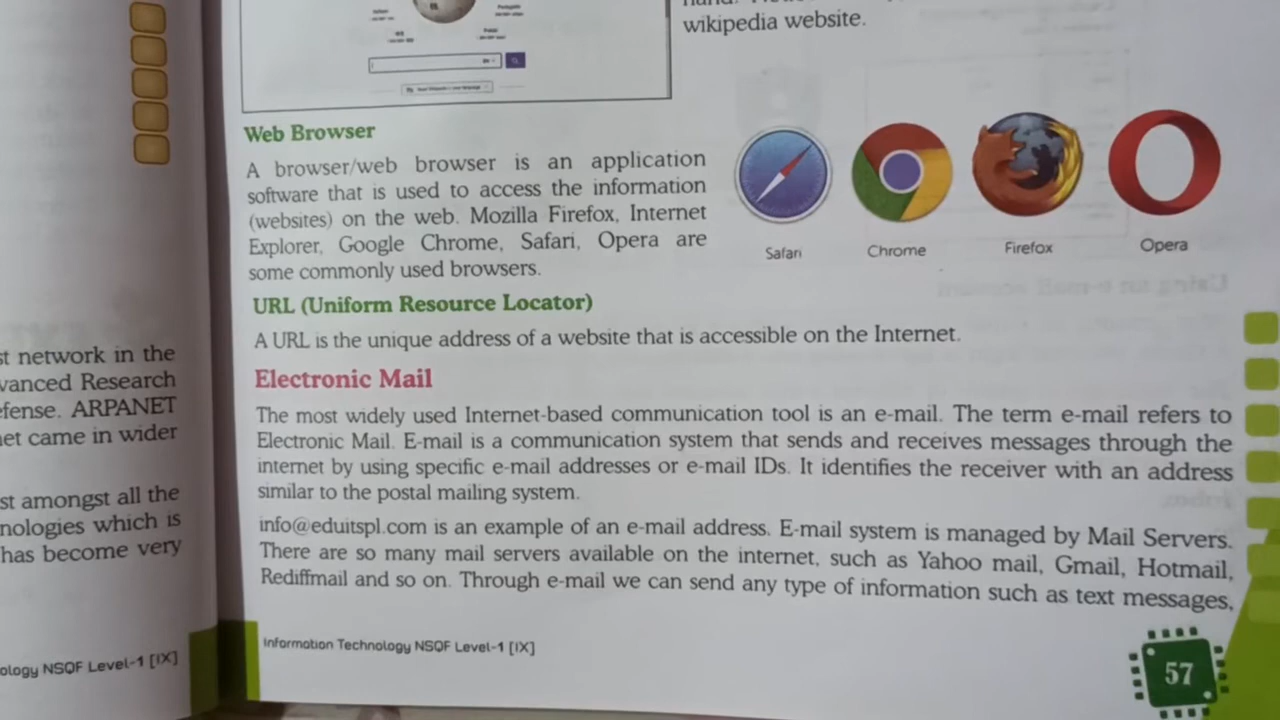 wikipedia website.
Web Browser
A browser/web browser is an application
software that is used to access the information
(websites) on the web. Mozilla Firefox, Internet
Explorer, Google Chrome, Safari, Opera are
some commonly used browsers.
Safari
Chrome
Firefox
Opera
URL (Uniform Resource Locator)
A URL is the unique address of a website that is accessible on the Internet.
Electronic Mail
The most widely used Internet-based communication tool is an e-mail. The term e-mail refers to
Electronic Mail. E-mail is a communication system that sends and receives messages through the
internet by using specific e-mail addresses or e-mail IDs. It identifies the receiver with an address
similar to the postal mailing system.
info@eduitspl.com is an example of an e-mail address. E-mail system is managed by Mail Servers.
There are so many mail servers available on the internet, such as Yahoo mail, Gmail, Hotmail,
Rediffmail and so on. Through e-mail we can send any type of information such as text messages,
Information Technology NSQF Level-1 [IX]
57
st network in the
vanced Research
efense. ARPANET
net came in wider
st amongst all the
nologies which is
has become very
ology NSQF Level-1 [IX]